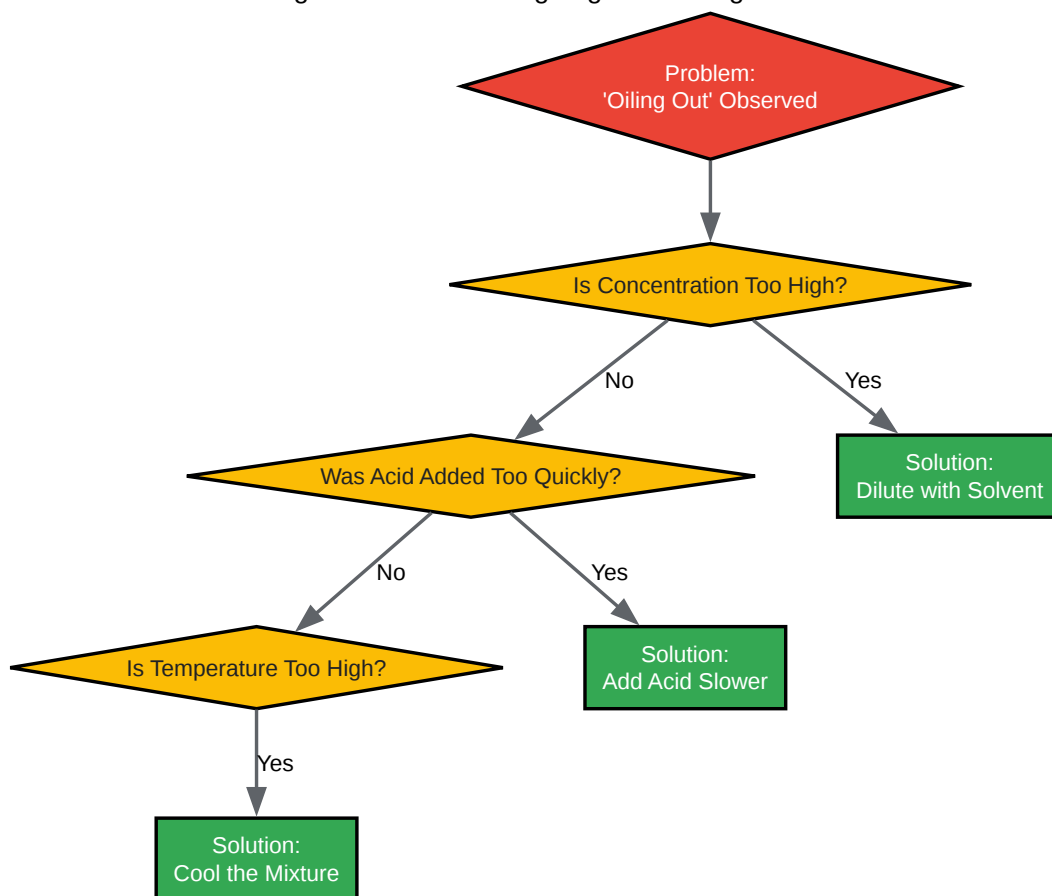 Problem:
'Oiling Out' Observed
Is Concentration Too High?
No
Yes
Was Acid Added Too Quickly?
Solution:
Dilute with Solvent
No
Yes
Is Temperature Too High?
Solution:
Add Acid Slower
Yes
Solution:
Cool the Mixture